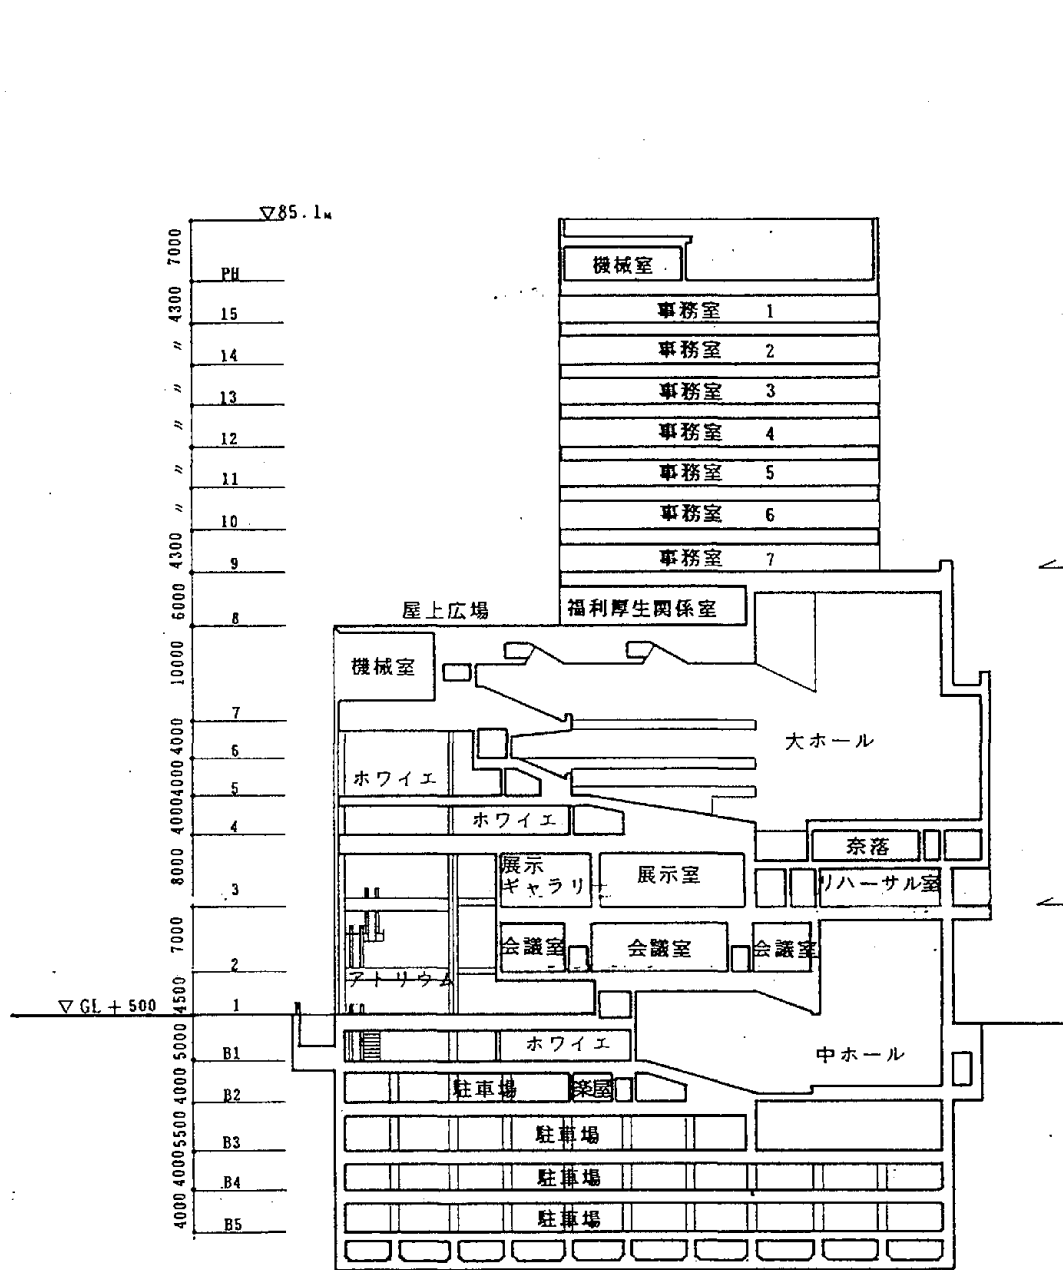 ▽85.1M
7000
PH
機械室
4300
15
事務室 1
〃
14
事務室 2
〃
13
事務室 3
〃
12
事務室 4
〃
11
事務室 5
〃
10
事務室 6
4300
9
事務室 7
6000
8
屋上広場
福利厚生関係室
10000
機械室
7
大ホール
4000
6
ホワイエ
4000
5
ホワイエ
4000
4
奈落
8000
展示
ギャラリー
展示室
リハーサル室
3
7000
会議室
会議室
会議室
2
アトリウム
4500
▽GL+500
1
5000
ホワイエ
中ホール
B1
4000
駐車場
楽屋
B2
5500
駐車場
B3
4000
駐車場
B4
4000
駐車場
B5